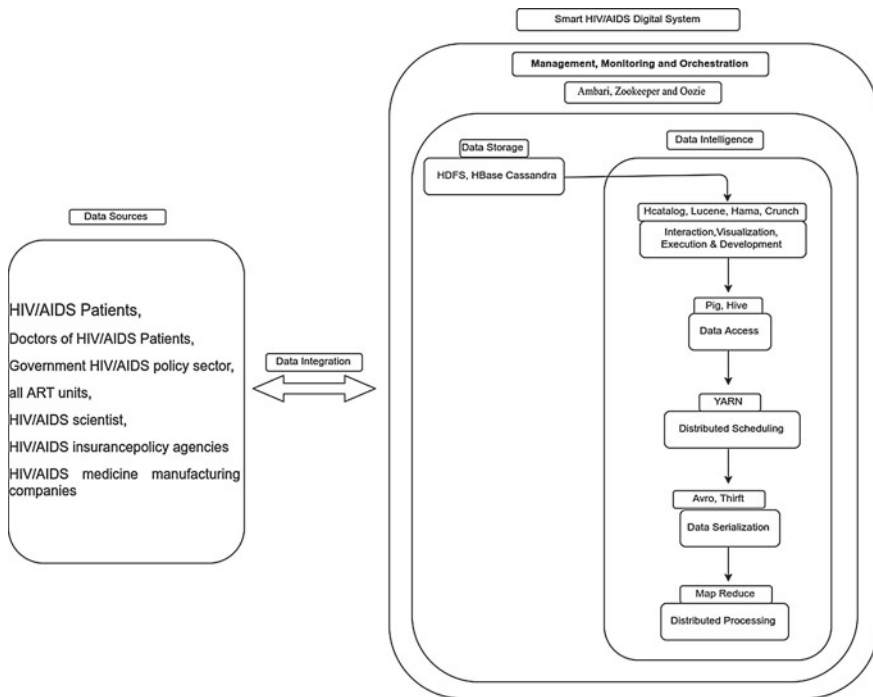 Smart HIV/AIDS Digital System
Management, Monitoring and Orchestration
Ambari, Zookeeper and Oozie
Data Storage
HDFS, HBase Cassandra
Data Intelligence
Hcatalog, Lucene, Hama, Crunch
Interaction,Visualization,
Execution & Development
Pig, Hive
Data Access
YARN
Distributed Scheduling
Avro, Thirft
Data Serialization
Map Reduce
Distributed Processing
Data Sources
HIV/AIDS Patients,
Doctors of HIV/AIDS Patients,
Government HIV/AIDS policy sector,
all ART units,
HIV/AIDS scientist,
HIV/AIDS insurancepolicy agencies
HIV/AIDS medicine manufacturing
companies
Data Integration